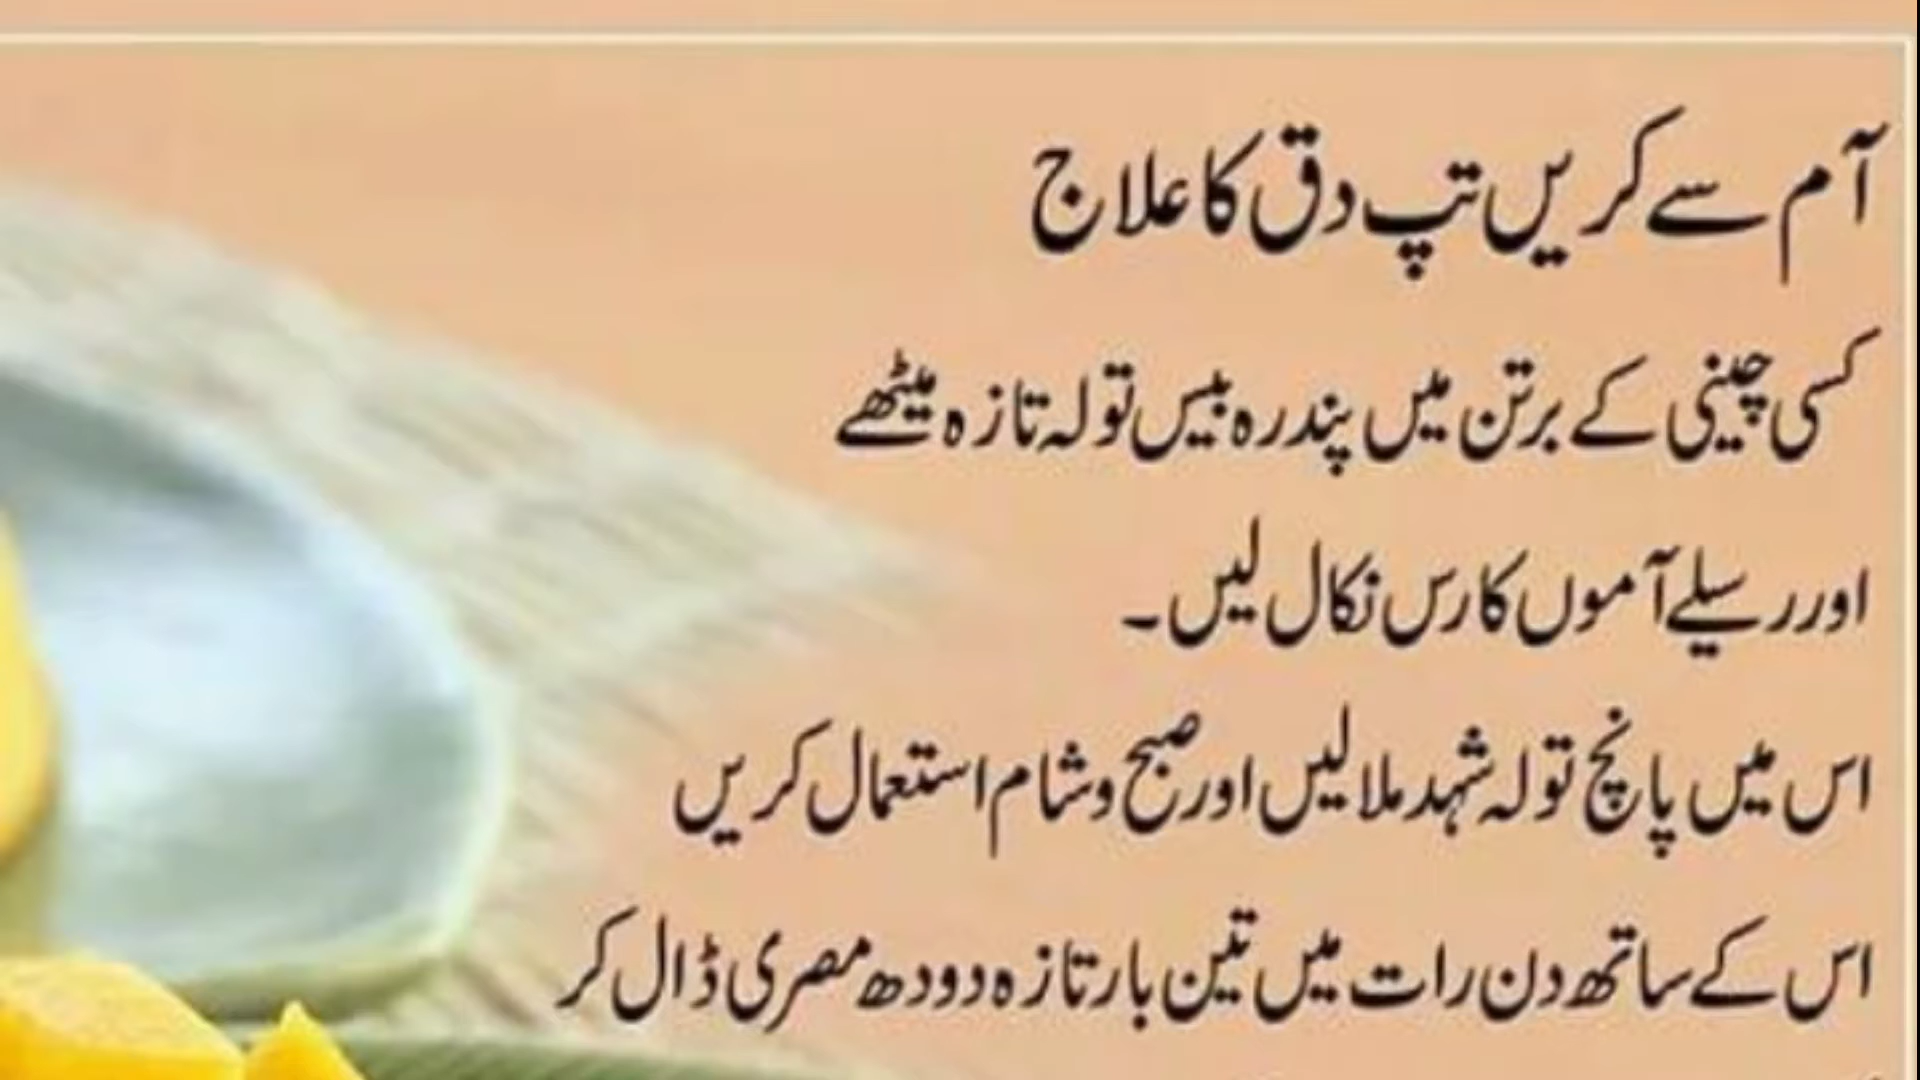 آم سے کریں تپ دق کا علاج
کسی چینی کے برتن میں پندرہ بیس تولہ تازہ میٹھے
اور رسیلے آموں کا رس نکال لیں۔
اس میں پانچ تولہ شہد ملا لیں اور صبح و شام استعمال کریں
اس کے ساتھ دن رات میں تین بار تازہ دودھ مصری ڈال کر